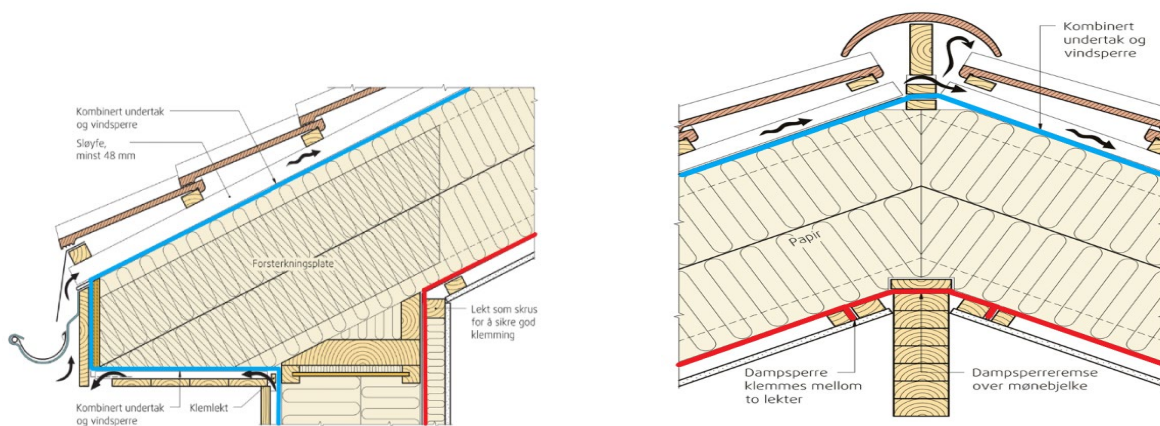 Kombinert undertak
og vindsperre
Sløyfe,
minst 48 mm
Forsterkningsplate
Lekt som skrus
for å sikre god
klemming
Kombinert undertak
og vindsperre
Klemlekt
Kombinert
undertak og
vindsperre
Papir
Dampsperre
klemmes mellom
to lekter
Dampsperreremse
over mønebjelke